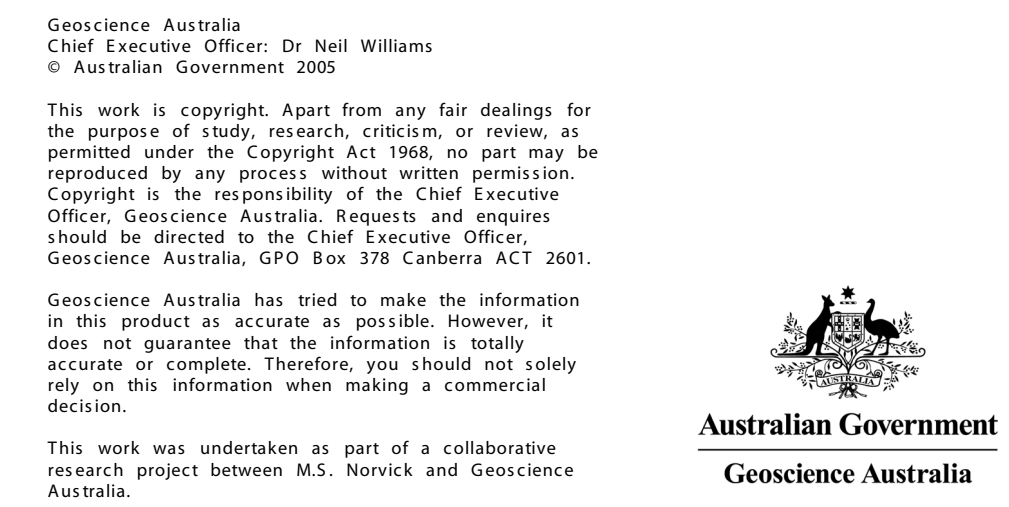 Geoscience Australia
Chief Executive Officer: Dr Neil Williams
© Australian Government 2005
This work is copyright. Apart from any fair dealings for
the purpose of study, research, criticism, or review, as
permitted under the Copyright Act 1968, no part may be
reproduced by any process without written permission.
Copyright is the responsibility of the Chief Executive
Officer, Geoscience Australia. Requests and enquires
should be directed to the Chief Executive Officer,
Geoscience Australia, GPO Box 378 Canberra ACT 2601.
Geoscience Australia has tried to make the information
in this product as accurate as possible. However, it
does not guarantee that the information is totally
accurate or complete. Therefore, you should not solely
rely on this information when making a commercial
decision.
This work was undertaken as part of a collaborative
research project between M.S. Norvick and Geoscience
Australia.
AUSTRALIA
Australian Government
Geoscience Australia